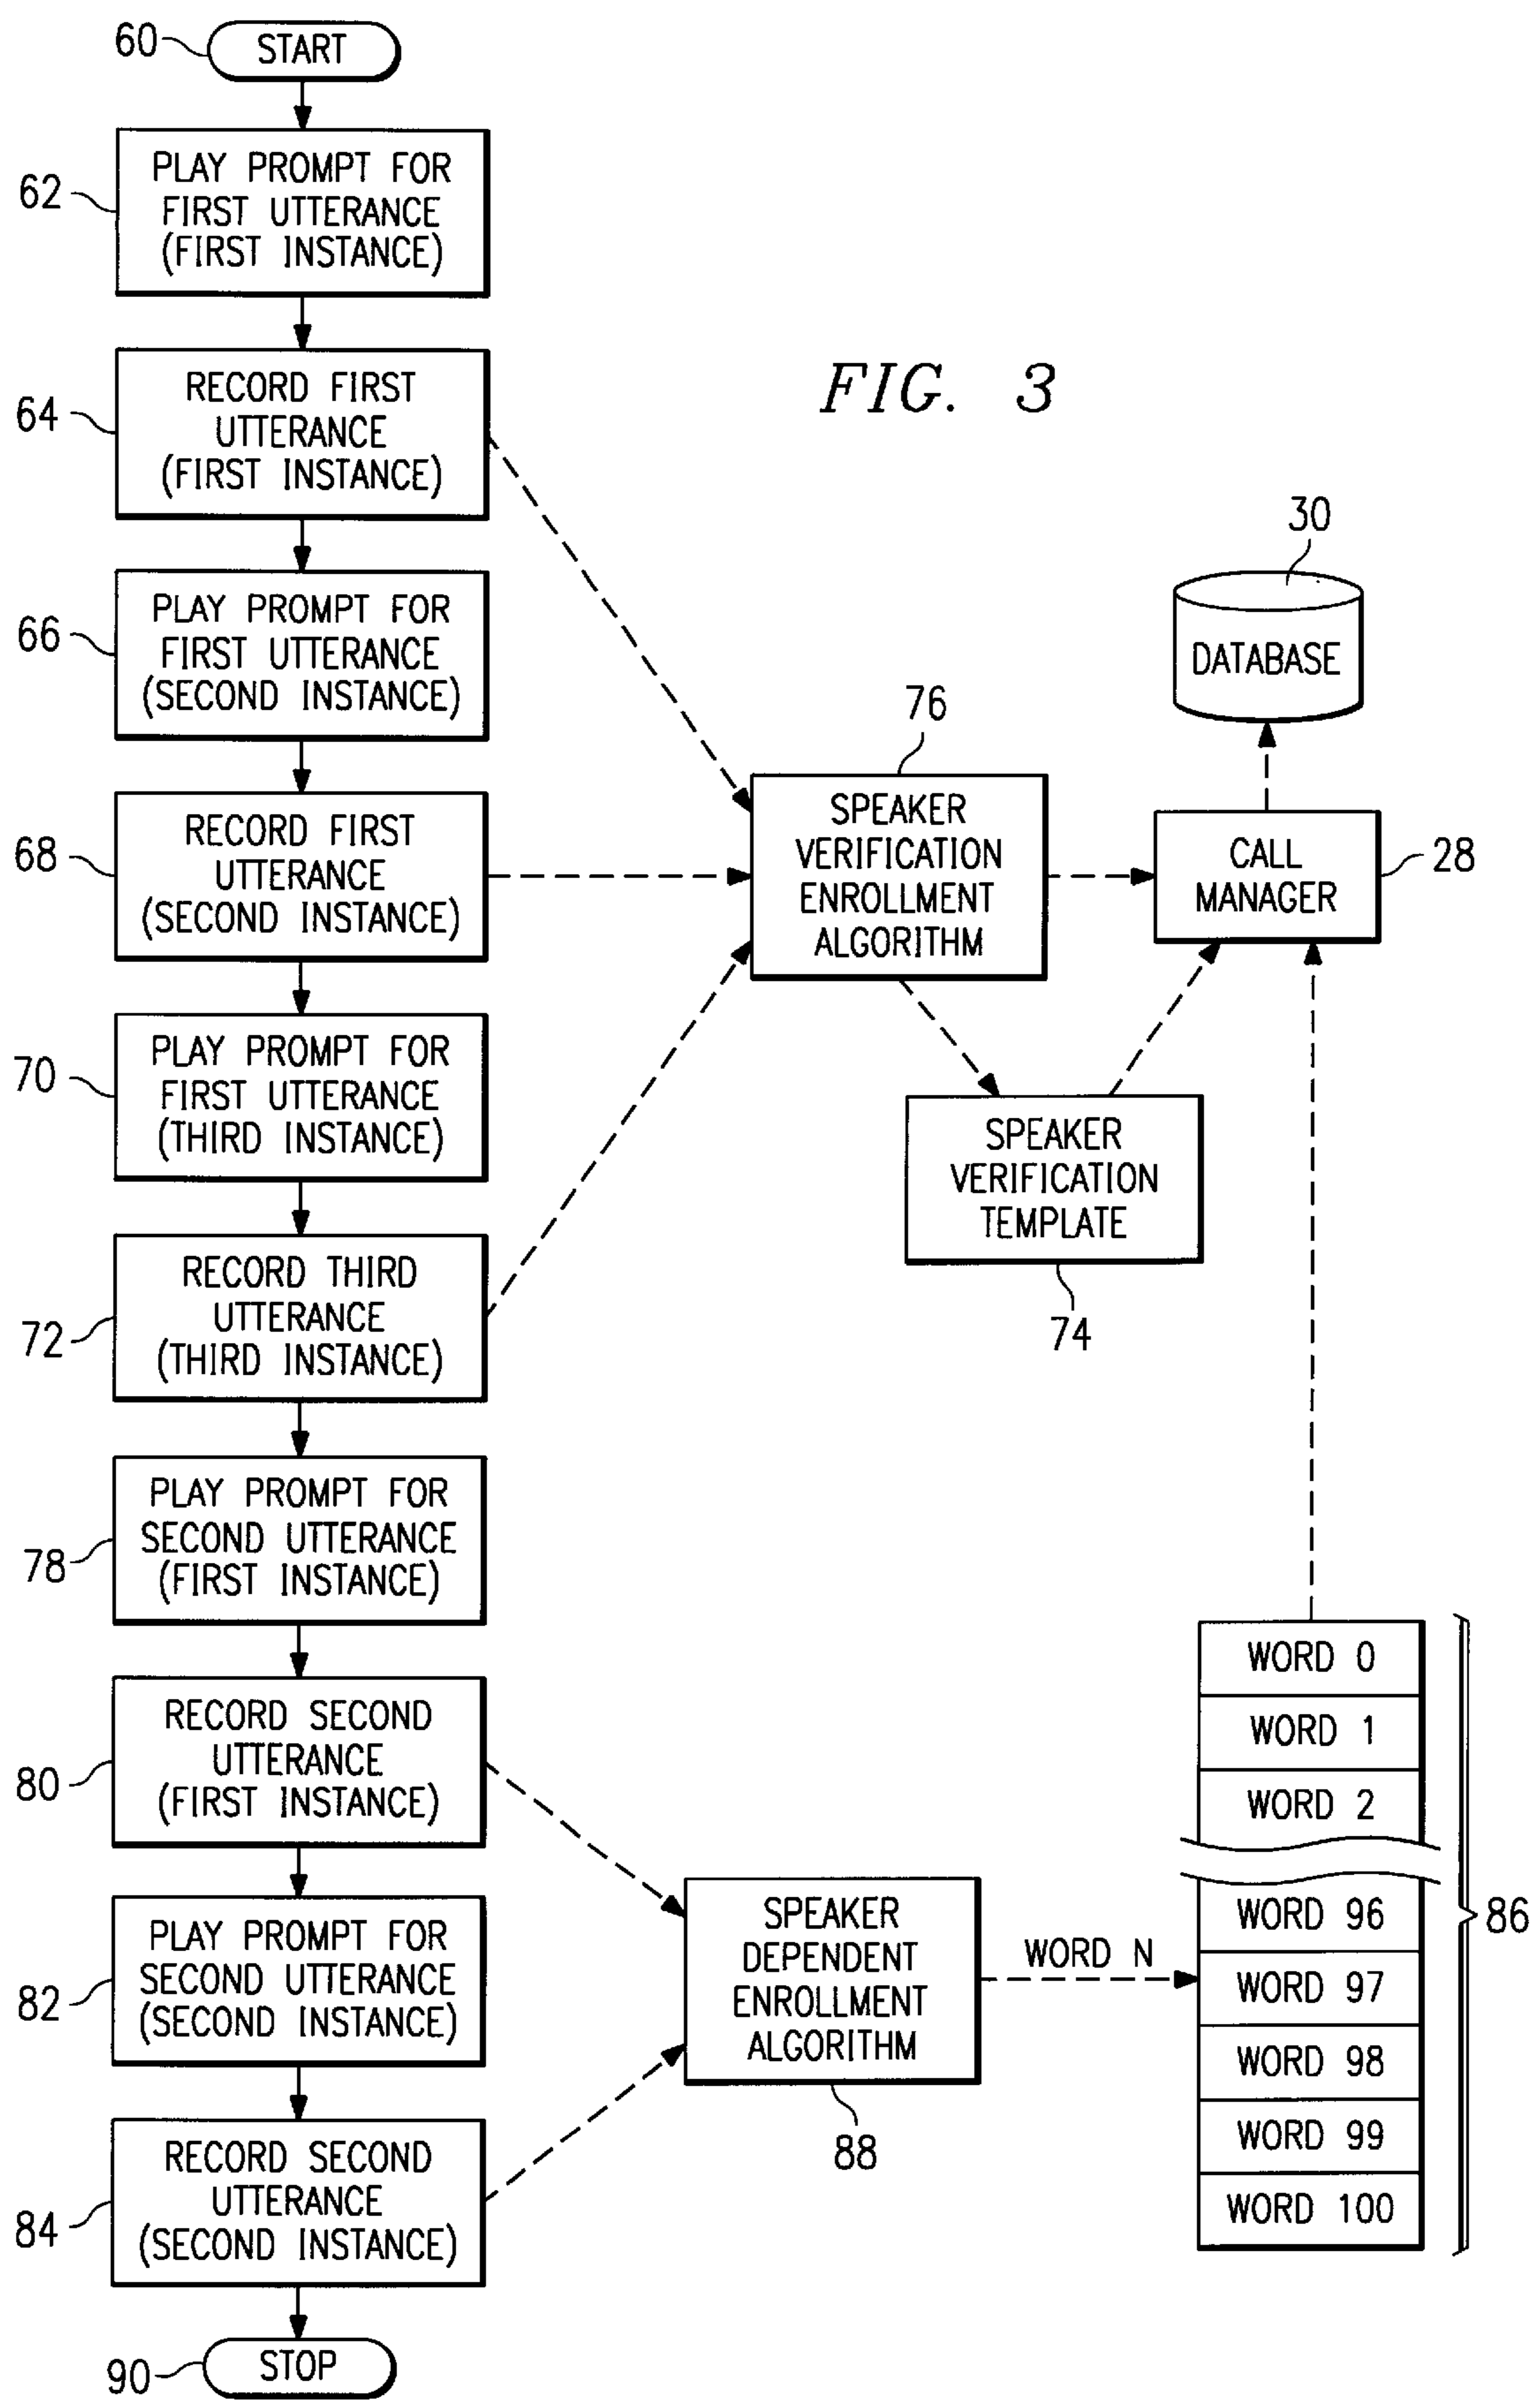 60
START
62
PLAY PROMPT FOR
FIRST UTTERANCE
(FIRST INSTANCE)
64
RECORD FIRST
UTTERANCE
(FIRST INSTANCE)
FIG. 3
66
PLAY PROMPT FOR
FIRST UTTERANCE
(SECOND INSTANCE)
30
DATABASE
68
RECORD FIRST
UTTERANCE
(SECOND INSTANCE)
76
SPEAKER
VERIFICATION
ENROLLMENT
ALGORITHM
CALL
MANAGER
28
70
PLAY PROMPT FOR
FIRST UTTERANCE
(THIRD INSTANCE)
SPEAKER
VERIFICATION
TEMPLATE
74
72
RECORD THIRD
UTTERANCE
(THIRD INSTANCE)
78
PLAY PROMPT FOR
SECOND UTTERANCE
(FIRST INSTANCE)
80
RECORD SECOND
UTTERANCE
(FIRST INSTANCE)
82
PLAY PROMPT FOR
SECOND UTTERANCE
(SECOND INSTANCE)
SPEAKER
DEPENDENT
ENROLLMENT
ALGORITHM
88
WORD N
WORD 0
WORD 1
WORD 2
WORD 96
WORD 97
WORD 98
WORD 99
WORD 100
86
84
RECORD SECOND
UTTERANCE
(SECOND INSTANCE)
90
STOP